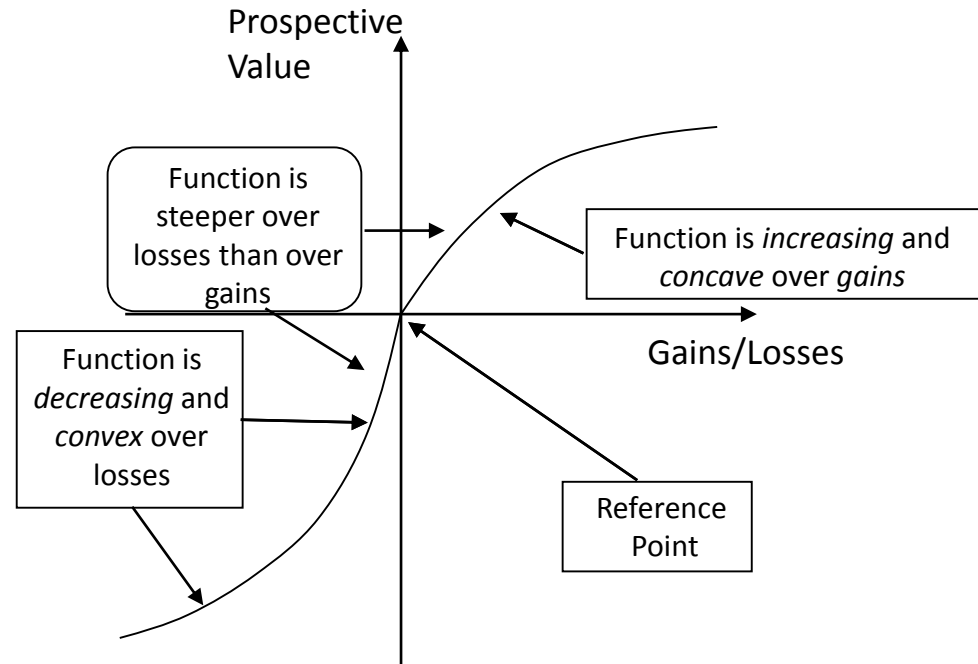 Prospective
Value
Function is
steeper over
losses than over
gains
Function is increasing and
concave over gains
Gains/Losses
Function is
decreasing and
convex over
losses
Reference
Point